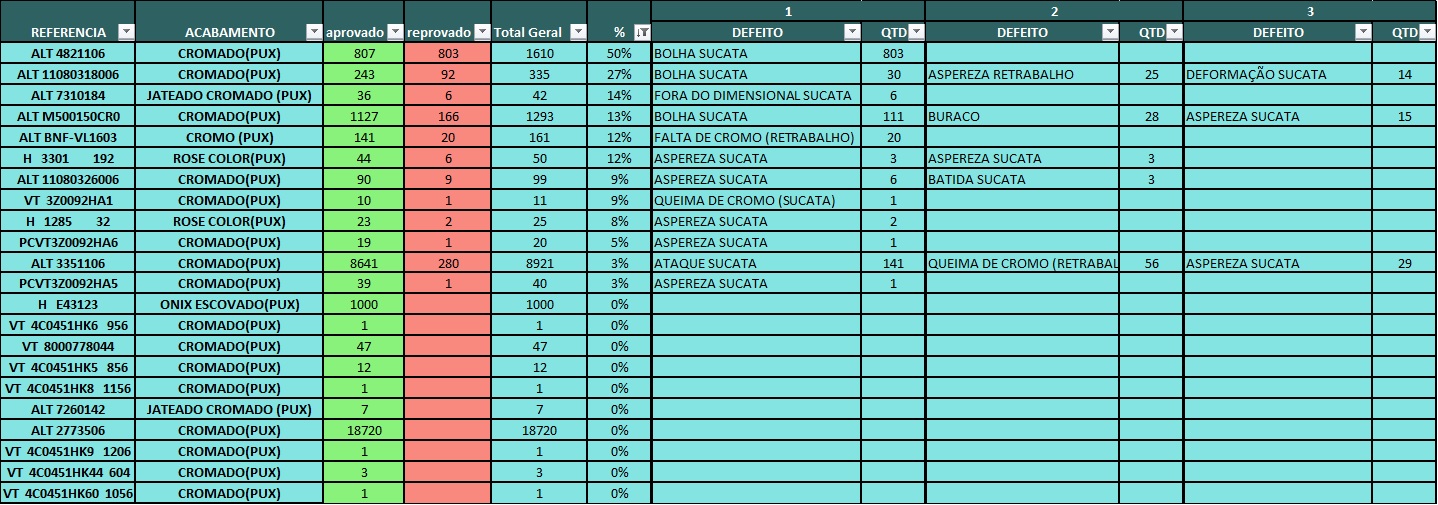 1 2 3
REFERENCIA ACABAMENTO aprovado reprovado Total Geral % DEFEITO QTD DEFEITO QTD DEFEITO QTD
ALT 4821106 CROMADO(PUX) 807 803 1610 50% BOLHA SUCATA 803
ALT 11080318006 CROMADO(PUX) 243 92 335 27% BOLHA SUCATA 30 ASPEREZA RETRABALHO 25 DEFORMAÇÃO SUCATA 14
ALT 7310184 JATEADO CROMADO (PUX) 36 6 42 14% FORA DO DIMENSIONAL SUCATA 6
ALT M500150CR0 CROMADO(PUX) 1127 166 1293 13% BOLHA SUCATA 111 BURACO 28 ASPEREZA SUCATA 15
ALT BNF-VL1603 CROMO (PUX) 141 20 161 12% FALTA DE CROMO (RETRABALHO) 20
H 3301 192 ROSE COLOR(PUX) 44 6 50 12% ASPEREZA SUCATA 3 ASPEREZA SUCATA 3
ALT 11080326006 CROMADO(PUX) 90 9 99 9% ASPEREZA SUCATA 6 BATIDA SUCATA 3
VT 3Z0092HA1 CROMADO(PUX) 10 1 11 9% QUEIMA DE CROMO (SUCATA) 1
H 1285 32 ROSE COLOR(PUX) 23 2 25 8% ASPEREZA SUCATA 2
PCVT3Z0092HA6 CROMADO(PUX) 19 1 20 5% ASPEREZA SUCATA 1
ALT 3351106 CROMADO(PUX) 8641 280 8921 3% ATAQUE SUCATA 141 QUEIMA DE CROMO (RETRABAL 56 ASPEREZA SUCATA 29
PCVT3Z0092HA5 CROMADO(PUX) 39 1 40 3% ASPEREZA SUCATA 1
H E43123 ONIX ESCOVADO(PUX) 1000 1000 0%
VT 4C0451HK6 956 CROMADO(PUX) 1 1 0%
VT 8000778044 CROMADO(PUX) 47 47 0%
VT 4C0451HK5 856 CROMADO(PUX) 12 12 0%
VT 4C0451HK8 1156 CROMADO(PUX) 1 1 0%
ALT 7260142 JATEADO CROMADO (PUX) 7 7 0%
ALT 2773506 CROMADO(PUX) 18720 18720 0%
VT 4C0451HK9 1206 CROMADO(PUX) 1 1 0%
VT 4C0451HK44 604 CROMADO(PUX) 3 3 0%
VT 4C0451HK60 1056 CROMADO(PUX) 1 1 0%